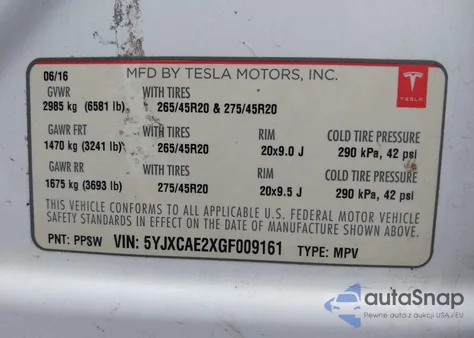 06/16 MFD BY TESLA MOTORS, INC.
GVWR WITH TIRES
2985 kg (6581 lb) 265/45R20 & 275/45R20
TESLA
GAWR FRT WITH TIRES RIM COLD TIRE PRESSURE
1470 kg (3241 lb) 265/45R20 20x9.0 J 290 kPa, 42 psi
GAWR RR WITH TIRES RIM COLD TIRE PRESSURE
1675 kg (3693 lb) 275/45R20 20x9.5 J 290 kPa, 42 psi
THIS VEHICLE CONFORMS TO ALL APPLICABLE U.S. FEDERAL MOTOR VEHICLE
SAFETY STANDARDS IN EFFECT ON THE DATE OF MANUFACTURE SHOWN ABOVE.
PNT: PPSW VIN: 5YJXCAE2XGF009161 TYPE: MPV
autoSnap
Pewne auta z aukcji USA/EU